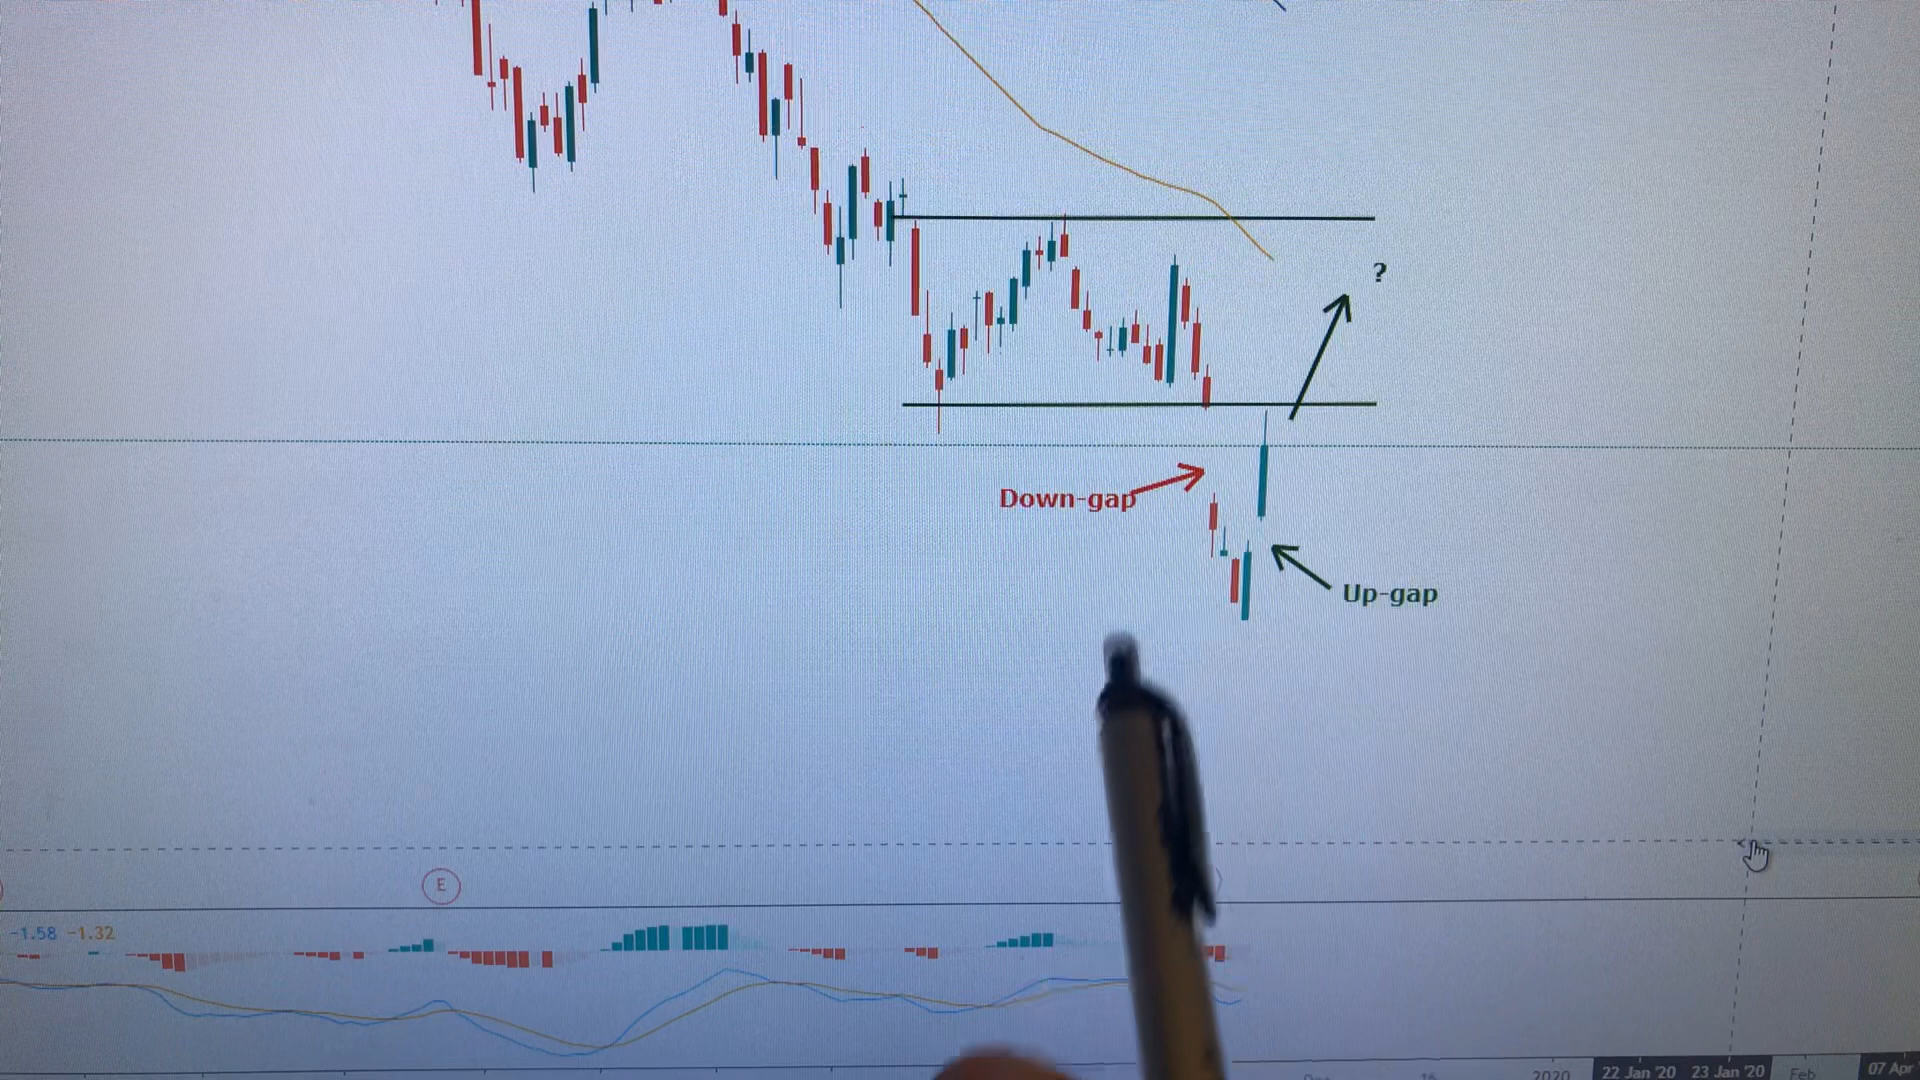 ?
Down-gap
Up-gap
E
−1.58 −1.32
2020
22 Jan '20
23 Jan '20
Feb
07 Apr